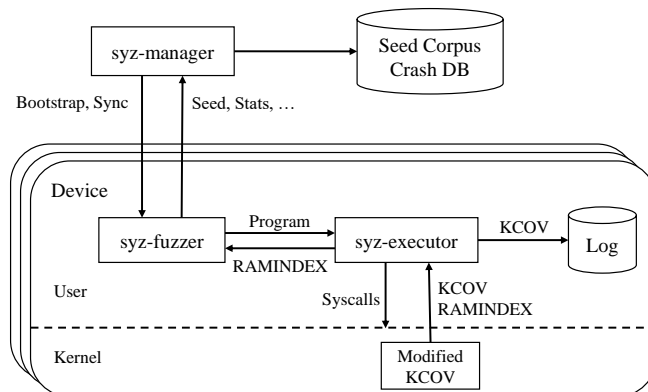 syz-manager
Seed Corpus
Crash DB
Bootstrap, Sync
Seed, Stats, …
Device
syz-fuzzer
Program
RAMINDEX
syz-executor
KCOV
Log
User
Syscalls
KCOV
RAMINDEX
Kernel
Modified
KCOV